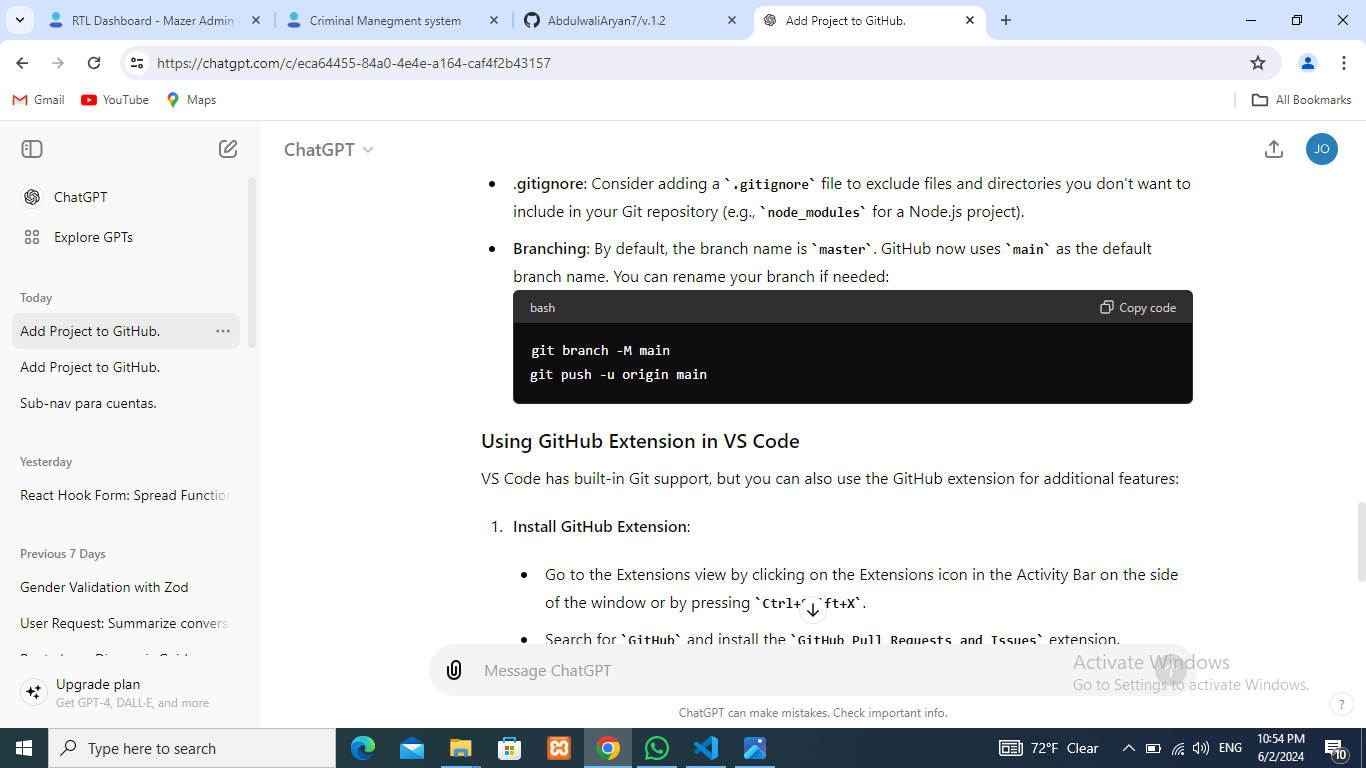 RTL Dashboard - Mazer Admin
Criminal Manegment system
AbdulwaliAryan7/v.1.2
Add Project to GitHub.
https://chatgpt.com/c/eca64455-84a0-4e4e-a164-caf4f2b43157
Gmail
YouTube
Maps
All Bookmarks
ChatGPT
Explore GPTs
Today
Add Project to GitHub.
Add Project to GitHub.
Sub-nav para cuentas.
Yesterday
React Hook Form: Spread Function
Previous 7 Days
Gender Validation with Zod
User Request: Summarize convers
Upgrade plan
Get GPT-4, DALL·E, and more
ChatGPT
JO
.gitignore: Consider adding a `.gitignore` file to exclude files and directories you don't want to
include in your Git repository (e.g., `node_modules` for a Node.js project).
Branching: By default, the branch name is `master`. GitHub now uses `main` as the default
branch name. You can rename your branch if needed:
bash
Copy code
git branch -M main
git push -u origin main
Using GitHub Extension in VS Code
VS Code has built-in Git support, but you can also use the GitHub extension for additional features:
1. Install GitHub Extension:
Go to the Extensions view by clicking on the Extensions icon in the Activity Bar on the side
of the window or by pressing `Ctrl+Shift+X`.
Search for `GitHub` and install the `GitHub Pull Requests and Issues` extension.
Message ChatGPT
Activate Windows
Go to Settings to activate Windows.
ChatGPT can make mistakes. Check important info.
?
Type here to search
72°F Clear
ENG
10:54 PM
6/2/2024
10